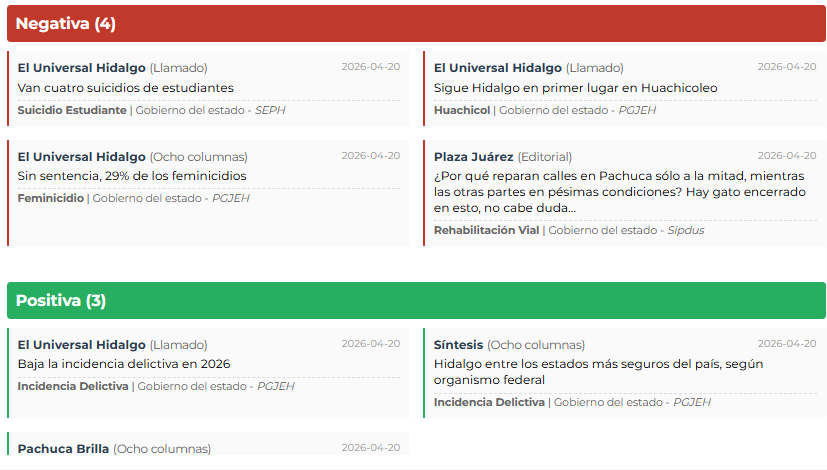 Negativa (4)
El Universal Hidalgo (Llamado) 2026-04-20
Van cuatro suicidios de estudiantes
Suicidio Estudiante | Gobierno del estado - SEPH
El Universal Hidalgo (Llamado) 2026-04-20
Sigue Hidalgo en primer lugar en Huachicoleo
Huachicol | Gobierno del estado - PGJEH
El Universal Hidalgo (Ocho columnas) 2026-04-20
Sin sentencia, 29% de los feminicidios
Feminicidio | Gobierno del estado - PGJEH
Plaza Juárez (Editorial) 2026-04-20
¿Por qué reparan calles en Pachuca sólo a la mitad, mientras
las otras partes en pésimas condiciones? Hay gato encerrado
en esto, no cabe duda...
Rehabilitación Vial | Gobierno del estado - Sipdus
Positiva (3)
El Universal Hidalgo (Llamado) 2026-04-20
Baja la incidencia delictiva en 2026
Incidencia Delictiva | Gobierno del estado - PGJEH
Síntesis (Ocho columnas) 2026-04-20
Hidalgo entre los estados más seguros del país, según
organismo federal
Incidencia Delictiva | Gobierno del estado - PGJEH
Pachuca Brilla (Ocho columnas) 2026-04-20